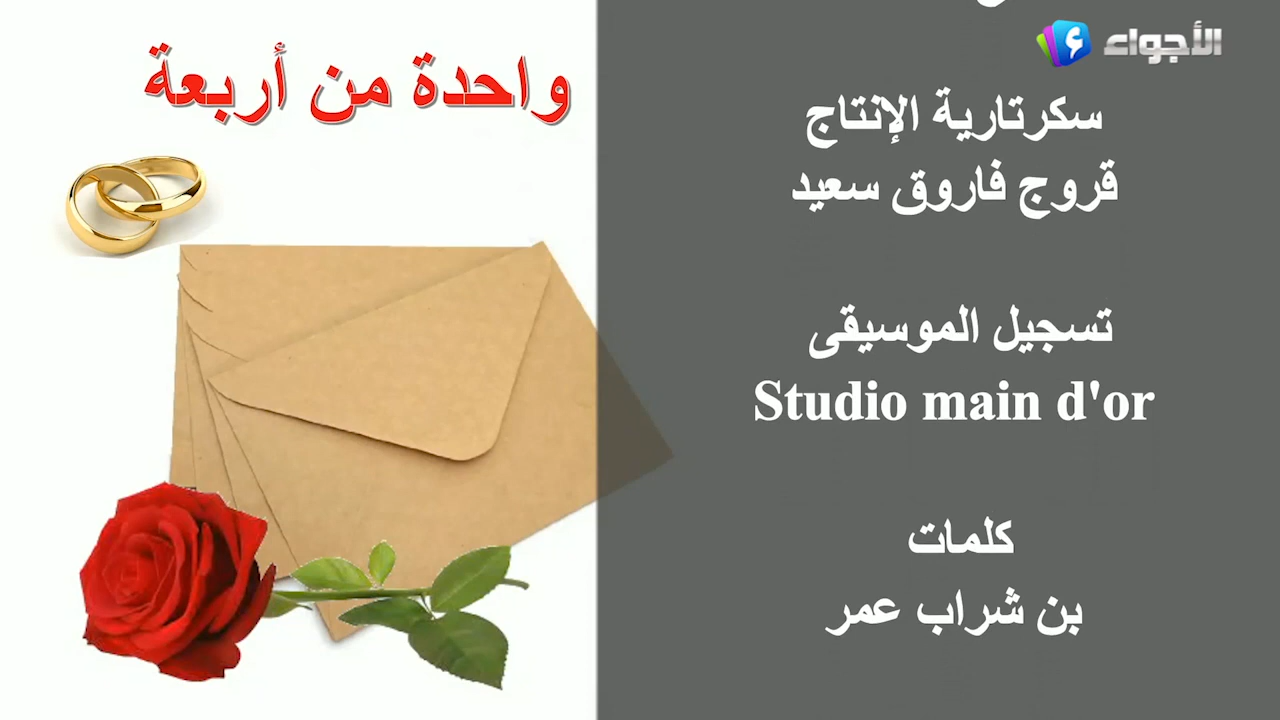 واحدة من أربعة
الأجواء
سكرتارية الإنتاج
قروج فاروق سعيد
تسجيل الموسيقى
Studio main d'or
كلمات
بن شراب عمر